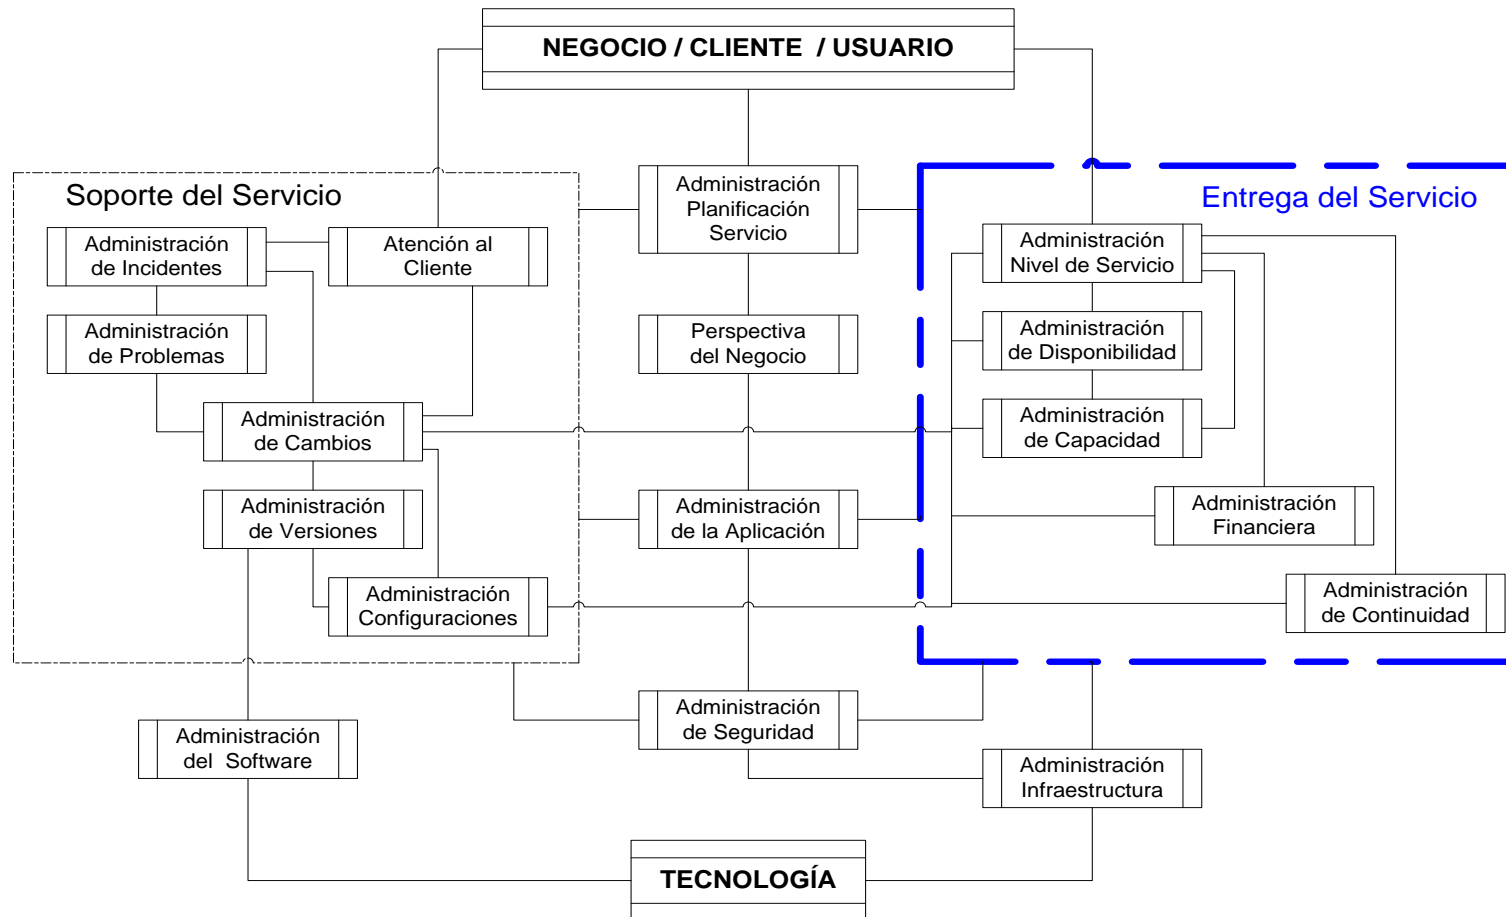 NEGOCIO / CLIENTE / USUARIO
Soporte del Servicio
Administración
de Incidentes
Atención al
Cliente
Administración
de Problemas
Administración
de Cambios
Administración
de Versiones
Administración
Configuraciones
Administración
Planificación
Servicio
Perspectiva
del Negocio
Administración
de la Aplicación
Administración
de Seguridad
Entrega del Servicio
Administración
Nivel de Servicio
Administración
de Disponibilidad
Administración
de Capacidad
Administración
Financiera
Administración
de Continuidad
Administración
del Software
Administración
Infraestructura
TECNOLOGÍA